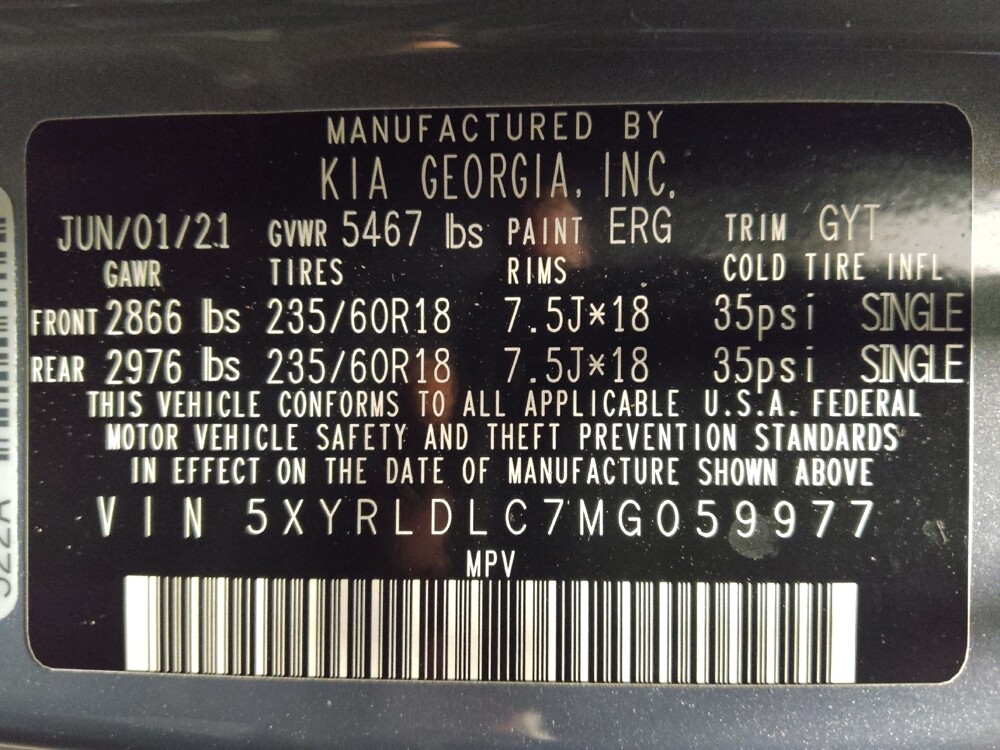 MANUFACTURED BY
KIA GEORGIA, INC.
JUN/01/21 GVWR 5467 lbs PAINT ERG TRIM GYT
GAWR TIRES RIMS COLD TIRE INFL
FRONT 2866 lbs 235/60R18 7.5J*18 35psi SINGLE
REAR 2976 lbs 235/60R18 7.5J*18 35psi SINGLE
THIS VEHICLE CONFORMS TO ALL APPLICABLE U.S.A. FEDERAL
MOTOR VEHICLE SAFETY AND THEFT PREVENTION STANDARDS
IN EFFECT ON THE DATE OF MANUFACTURE SHOWN ABOVE
VIN 5XYRLDLC7MG059977
MPV